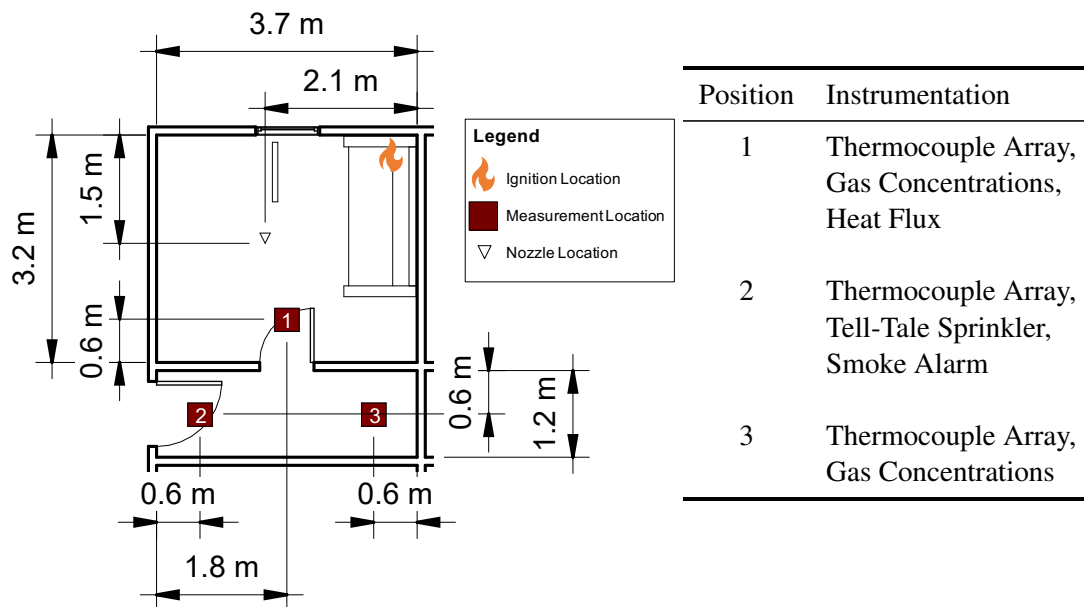 3.7 m
2.1 m
1.5 m
3.2 m
0.6 m
1
2
3
0.6 m
1.2 m
0.6 m
0.6 m
1.8 m
Legend
Ignition Location
Measurement Location
Nozzle Location
Position Instrumentation
1 Thermocouple Array,
Gas Concentrations,
Heat Flux
2 Thermocouple Array,
Tell-Tale Sprinkler,
Smoke Alarm
3 Thermocouple Array,
Gas Concentrations